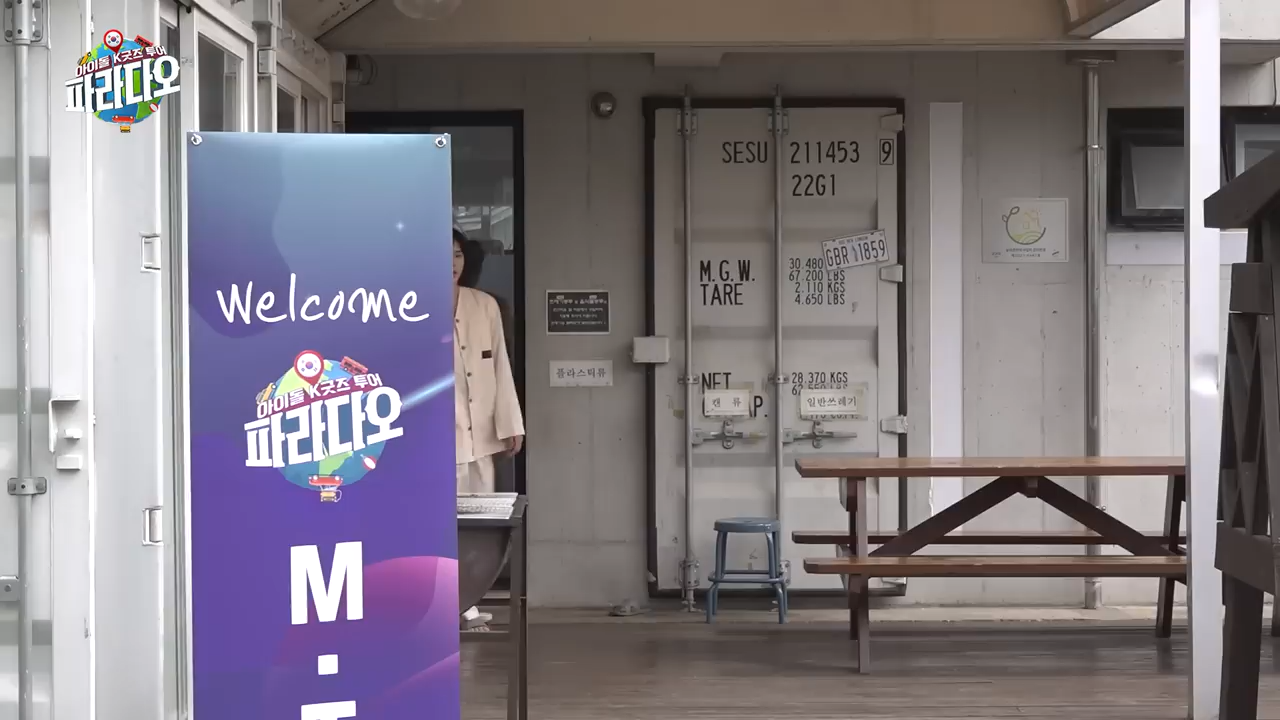 아이돌 K굿즈 투어
파라다오
Welcome
아이돌 K굿즈 투어
파라다오
M
.
SESU 211453 9
22G1
GBR 11859
M.G.W. 30.480
67.200 LBS
TARE 2.110 KGS
4.650 LBS
NET 28.370 KGS
플라스틱류
캔 류
일반쓰레기